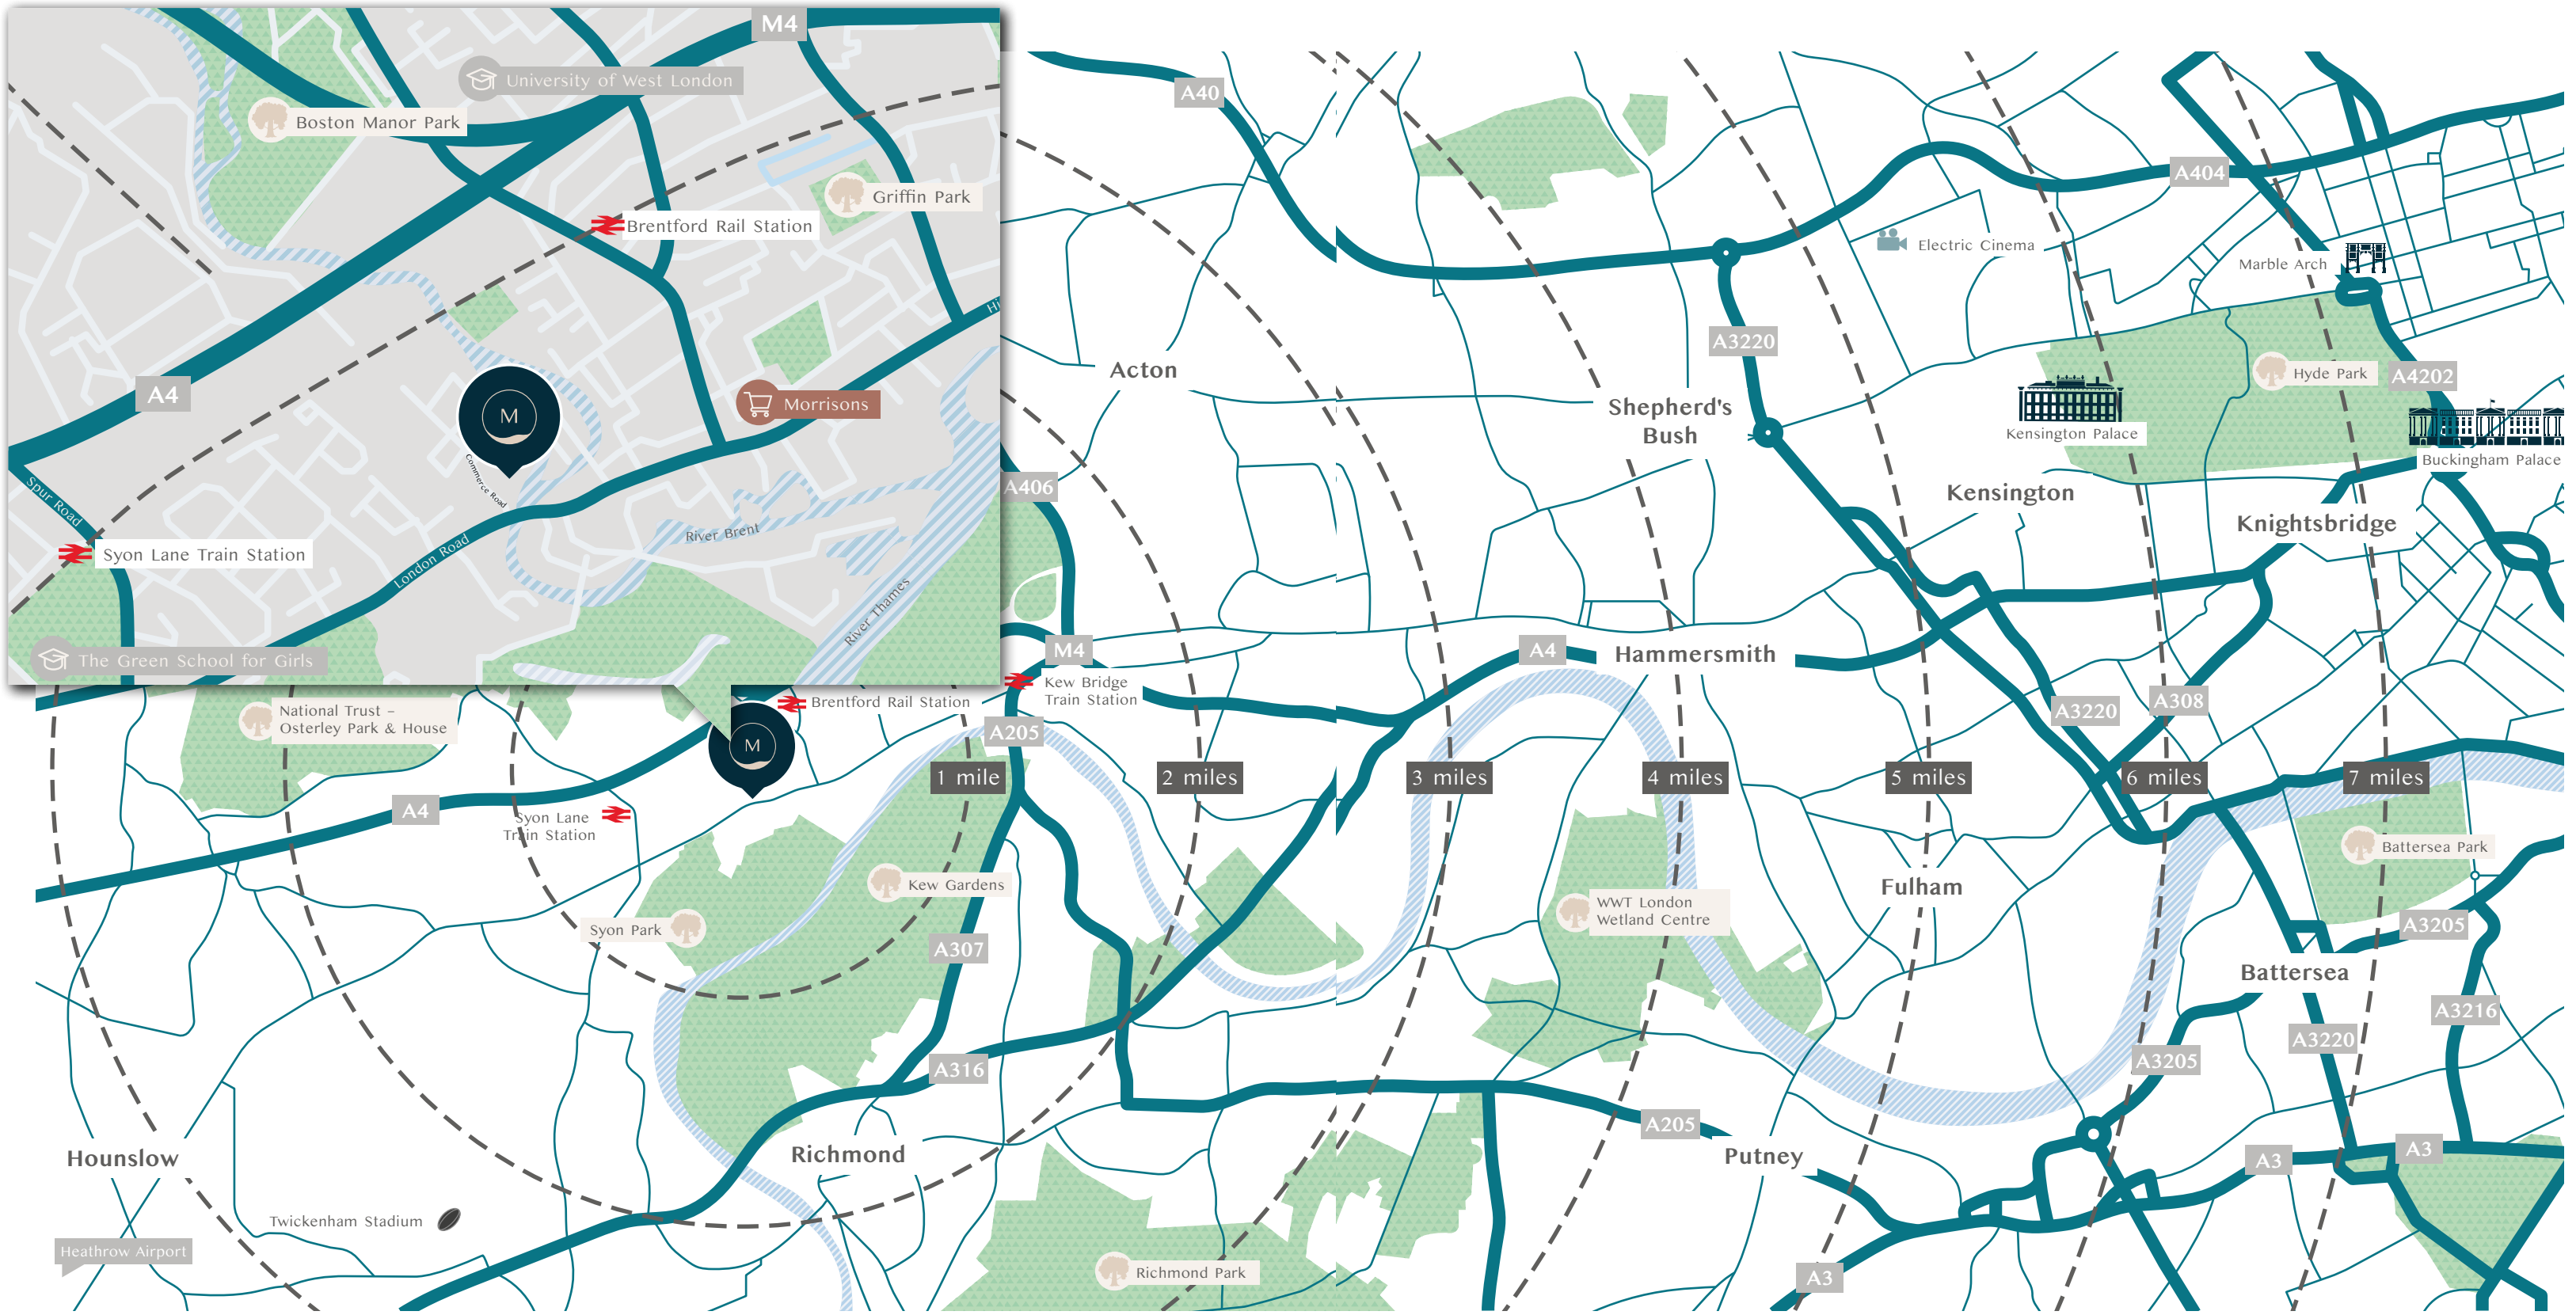 M4
University of West London
Boston Manor Park
Griffin Park
Brentford Rail Station
A4
M
Morrisons
Commerce Road
Spur Road
Syon Lane Train Station
London Road
River Brent
River Thames
The Green School for Girls
A40
A404
Electric Cinema
Marble Arch
A3220
Acton
Hyde Park
A4202
Shepherd's
Bush
Kensington Palace
Buckingham Palace
A406
Kensington
Knightsbridge
M4
A4
Hammersmith
Kew Bridge
Train Station
Brentford Rail Station
National Trust –
Osterley Park & House
A3220
A308
A205
M
1 mile
2 miles
3 miles
4 miles
5 miles
6 miles
7 miles
A4
Syon Lane
Train Station
Battersea Park
Kew Gardens
Fulham
WWT London
Wetland Centre
Syon Park
A3205
A307
Battersea
A3216
A3220
A316
A3205
A205
Hounslow
Richmond
Putney
A3
A3
Twickenham Stadium
Heathrow Airport
Richmond Park
A3